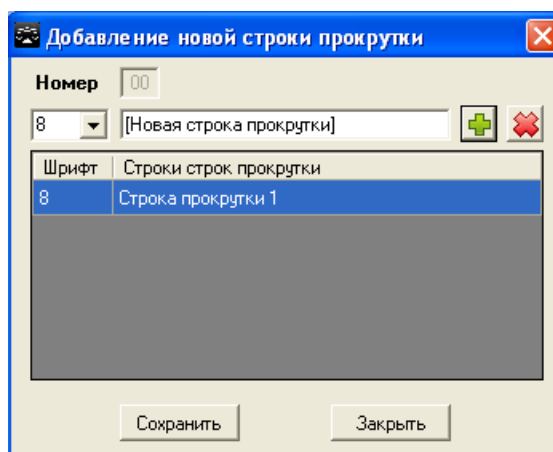 Добавление новой строки прокрутки
Номер 00
8 [Новая строка прокрутки]
Шрифт Строки строк прокрутки
8 Строка прокрутки 1
Сохранить Закрыть